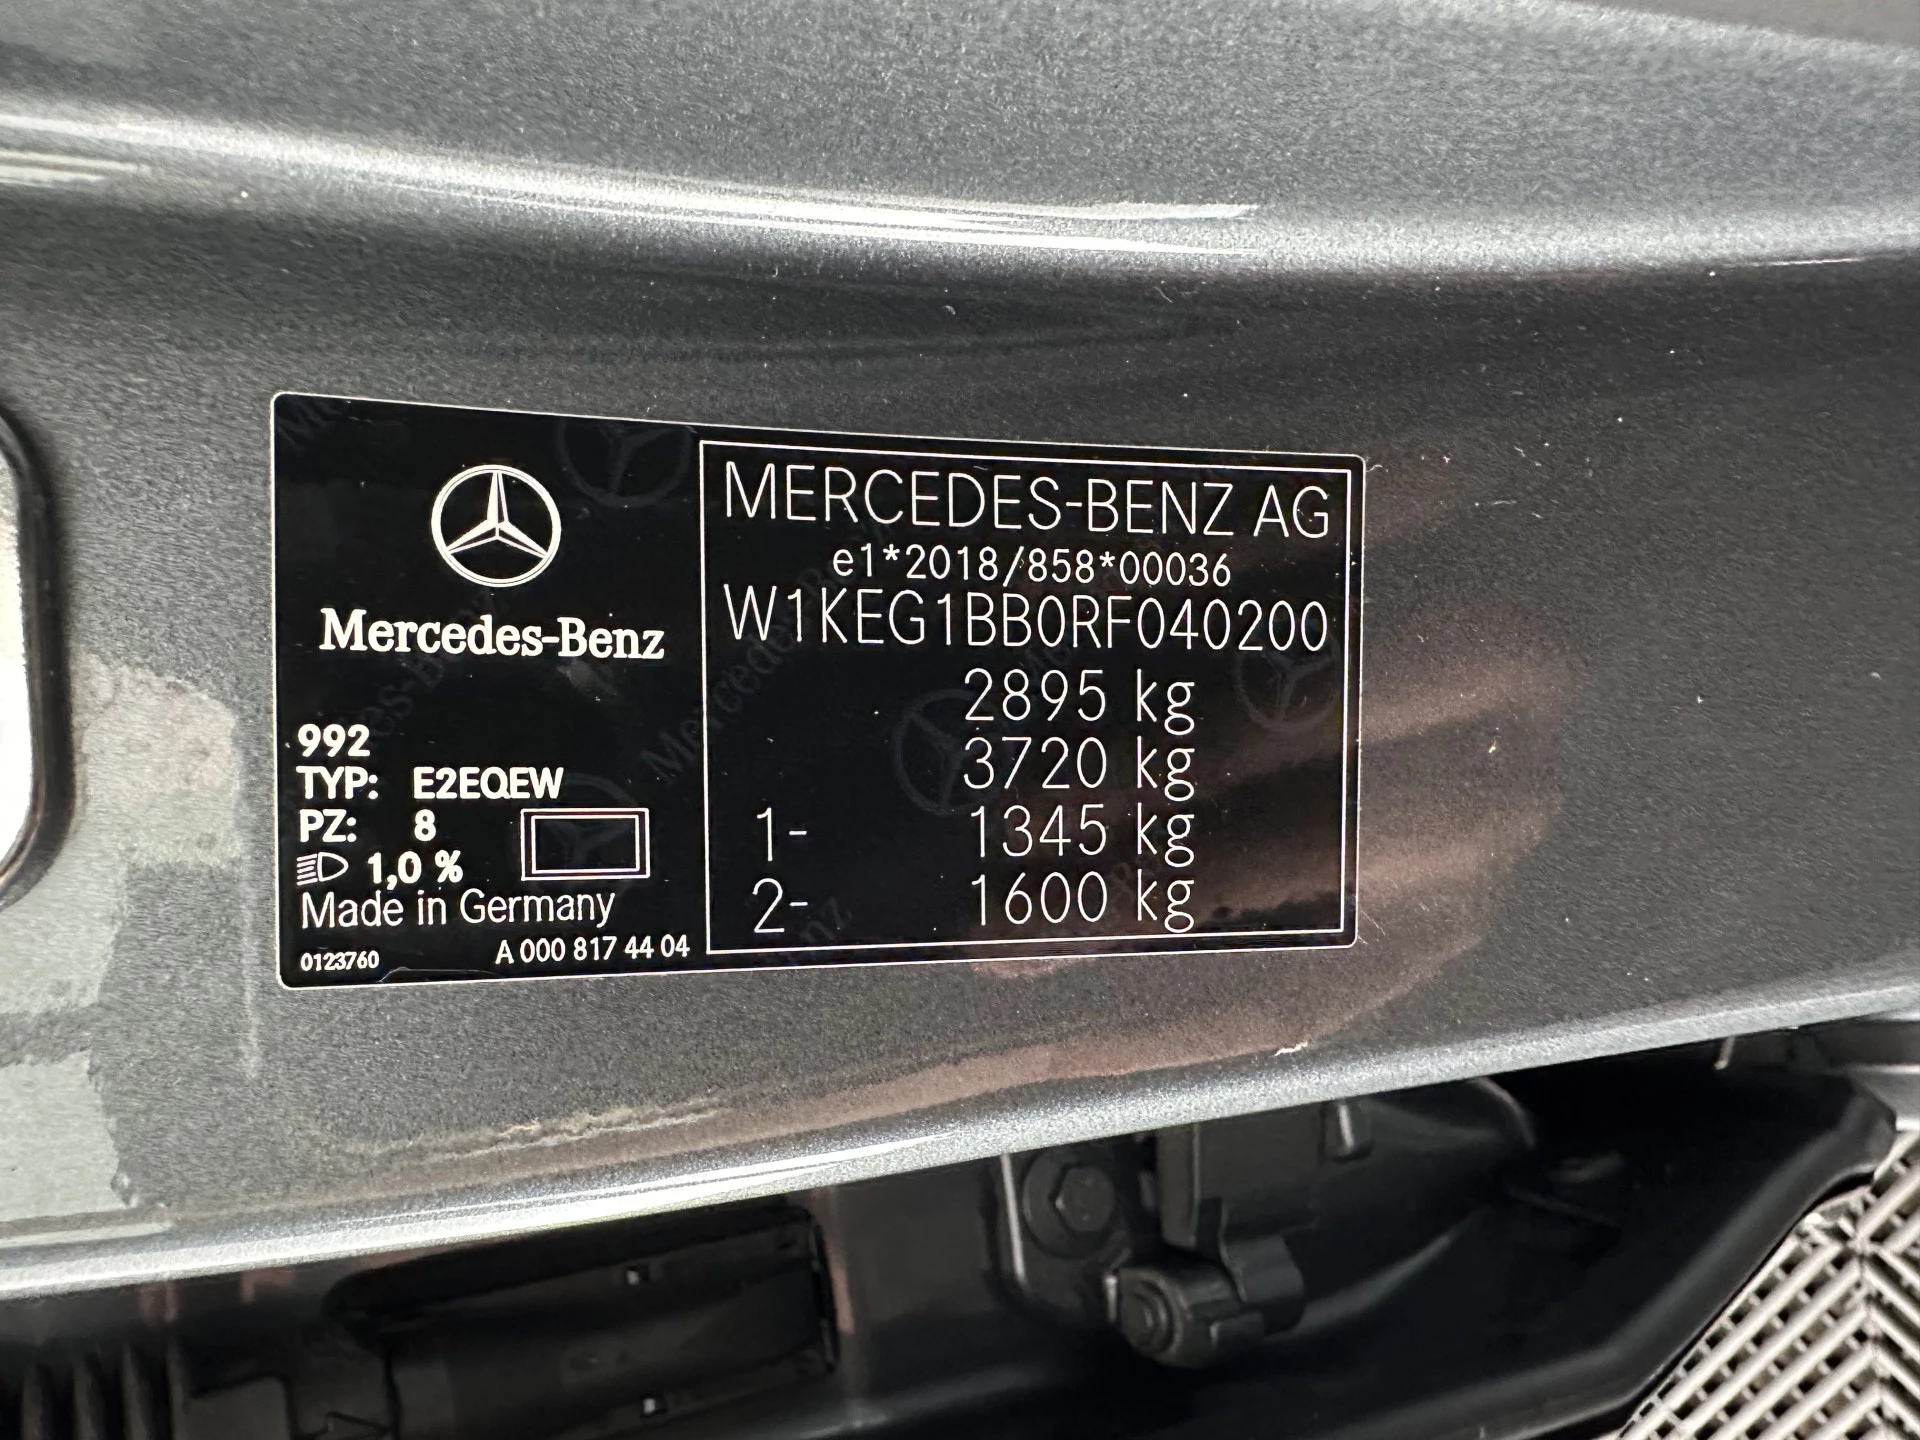 Mercedes-Benz
992
TYP: E2EQEW
PZ: 8
1,0 %
Made in Germany
0123760 A 000 817 44 04
MERCEDES-BENZ AG
e1*2018/858*00036
W1KEG1BB0RF040200
2895 kg
3720 kg
1- 1345 kg
2- 1600 kg